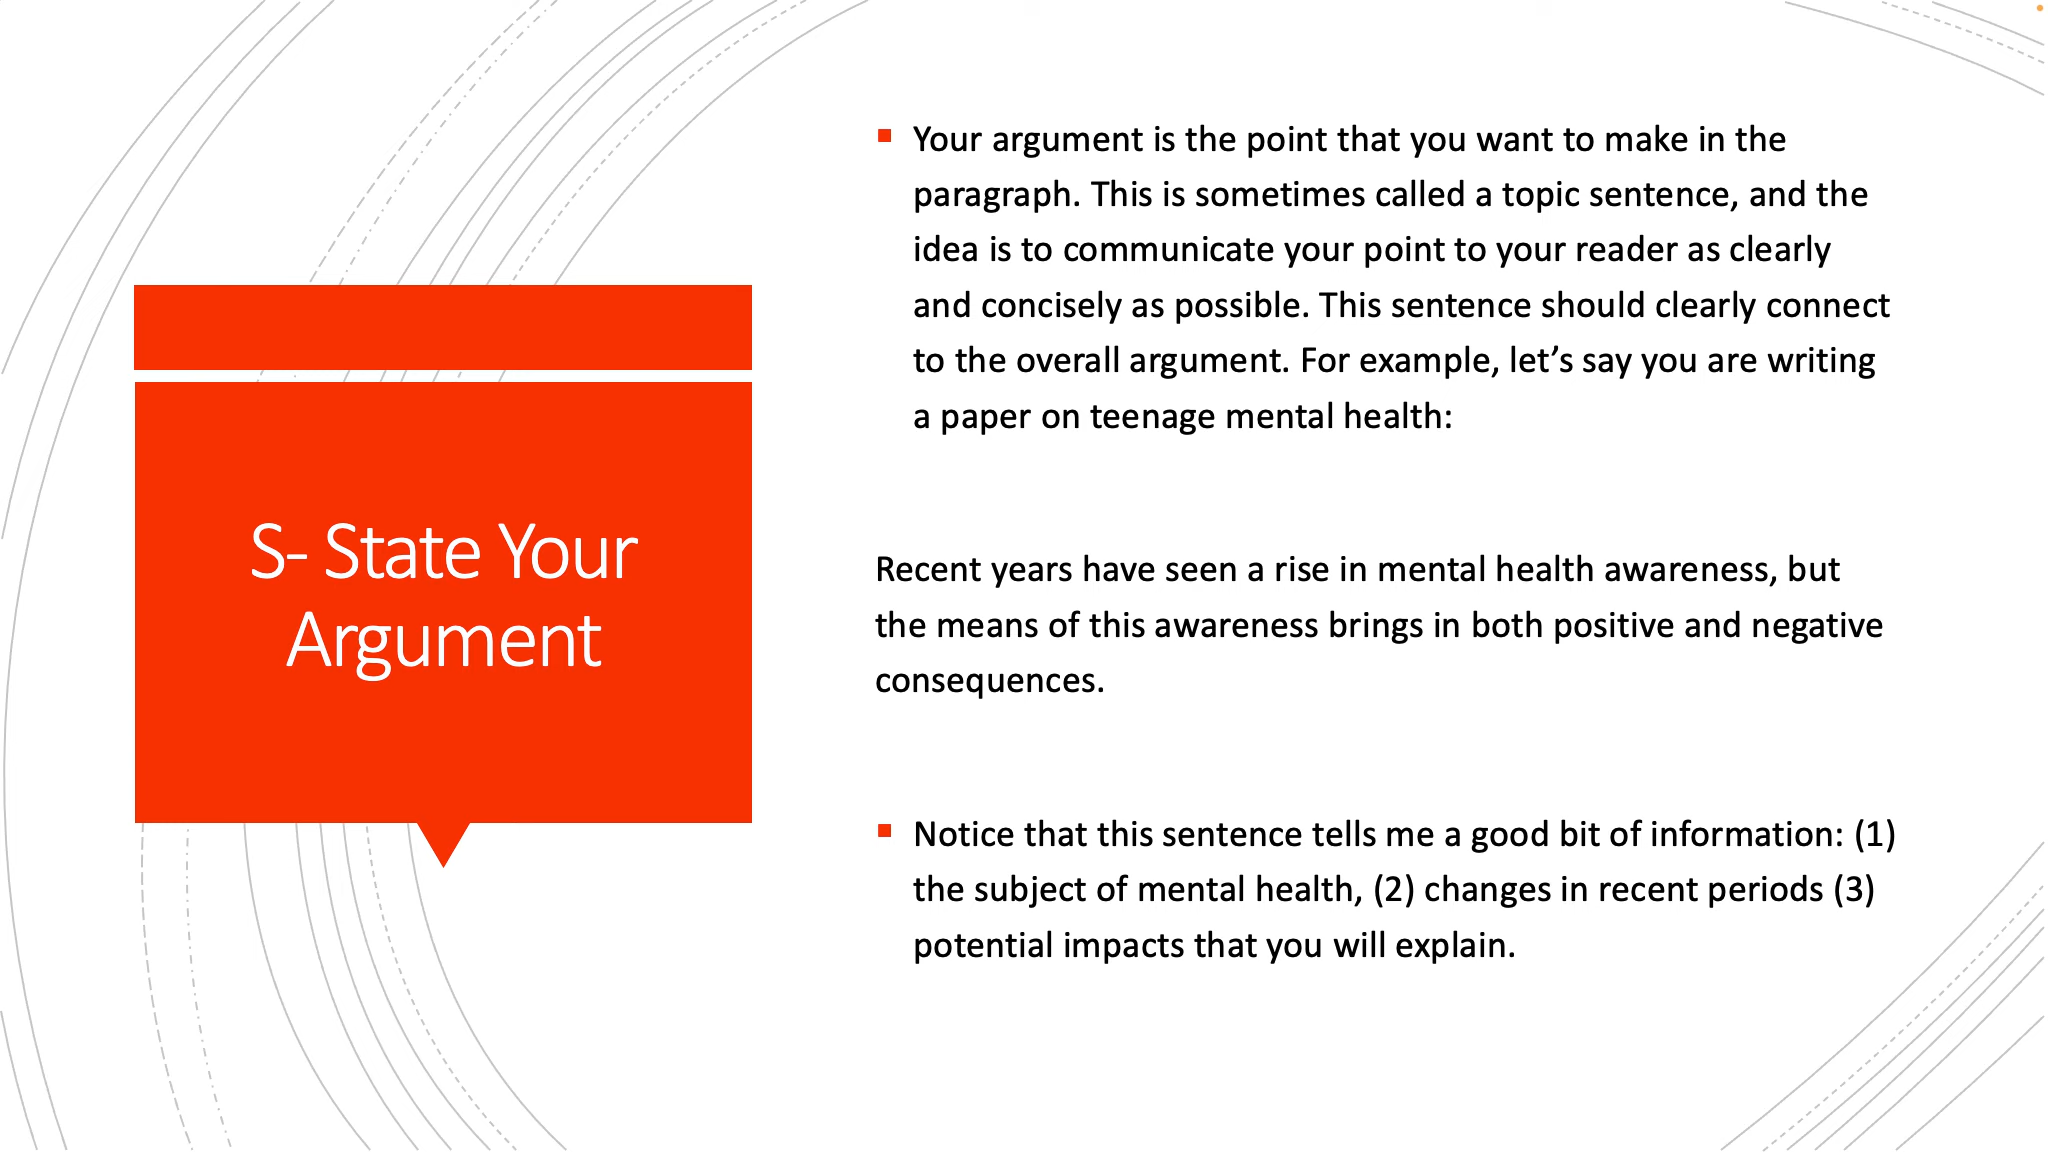 S- State Your
Argument
Your argument is the point that you want to make in the
paragraph. This is sometimes called a topic sentence, and the
idea is to communicate your point to your reader as clearly
and concisely as possible. This sentence should clearly connect
to the overall argument. For example, let’s say you are writing
a paper on teenage mental health:
Recent years have seen a rise in mental health awareness, but
the means of this awareness brings in both positive and negative
consequences.
Notice that this sentence tells me a good bit of information: (1)
the subject of mental health, (2) changes in recent periods (3)
potential impacts that you will explain.